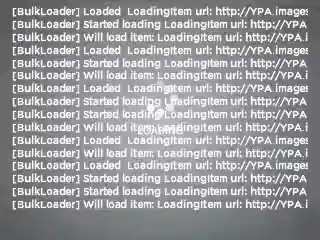 [BulkLoader] Loaded LoadingItem url: http://YPA.images
[BulkLoader] Started loading LoadingItem url: http://YPA
[BulkLoader] Will load item: LoadingItem url: http://YPA.i
[BulkLoader] Loaded LoadingItem url: http://YPA.images
[BulkLoader] Started loading LoadingItem url: http://YPA
[BulkLoader] Will load item: LoadingItem url: http://YPA.i
[BulkLoader] Loaded LoadingItem url: http://YPA.images
[BulkLoader] Started loading LoadingItem url: http://YPA
[BulkLoader] Started loading LoadingItem url: http://YPA
[BulkLoader] Will load item: LoadingItem url: http://YPA.i
LOADING
[BulkLoader] Loaded LoadingItem url: http://YPA.images
[BulkLoader] Will load item: LoadingItem url: http://YPA.i
[BulkLoader] Loaded LoadingItem url: http://YPA.images
[BulkLoader] Started loading LoadingItem url: http://YPA
[BulkLoader] Started loading LoadingItem url: http://YPA
[BulkLoader] Will load item: LoadingItem url: http://YPA.i